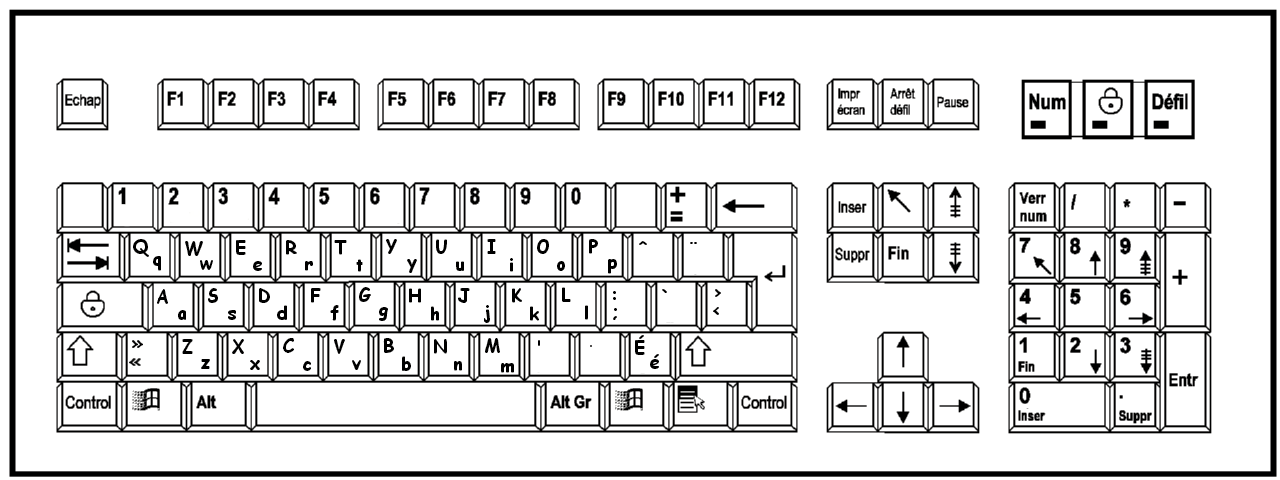 Echap F1 F2 F3 F4 F5 F6 F7 F8 F9 F10 F11 F12 Impr écran Arrêt défil Pause Num Défil
1 2 3 4 5 6 7 8 9 0 + = Inser Verr num / * -
Q q W w E e R r T t y y U u I i O o P p ^ ¨ Suppr Fin 7 8 9 +
A a S s D d F f G g H h J j K k L l : ; ` > < 4 5 6
» « Z z X x C c V v B b N n M m ' . É é 1 Fin 2 3 Entr
Control Alt Alt Gr Control 0 Inser . Suppr